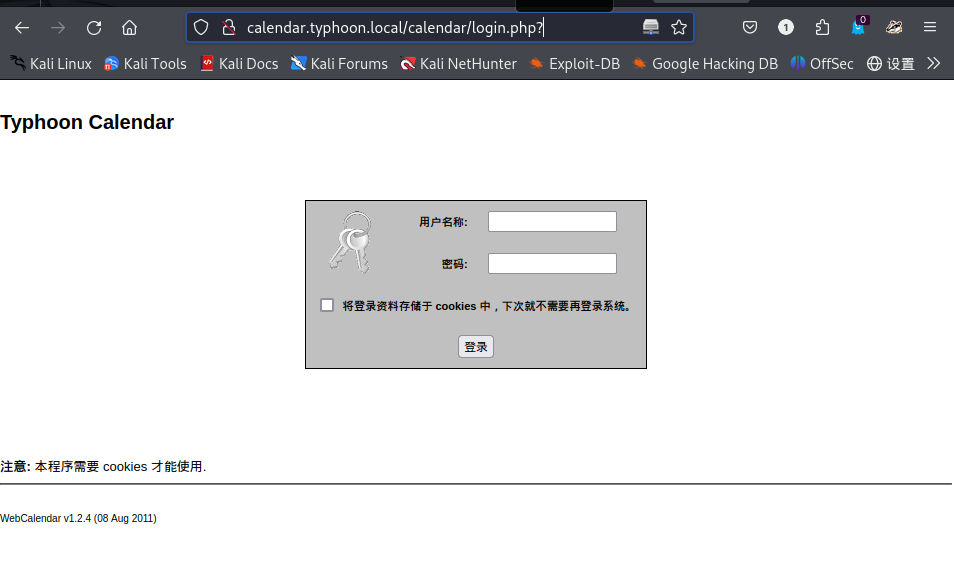 calendar.typhoon.local/calendar/login.php?
1
0
Kali Linux Kali Tools Kali Docs Kali Forums Kali NetHunter Exploit-DB Google Hacking DB OffSec 设置
Typhoon Calendar
用户名称:
密码:
将登录资料存储于 cookies 中，下次就不需要再登录系统。
登录
注意: 本程序需要 cookies 才能使用.
WebCalendar v1.2.4 (08 Aug 2011)